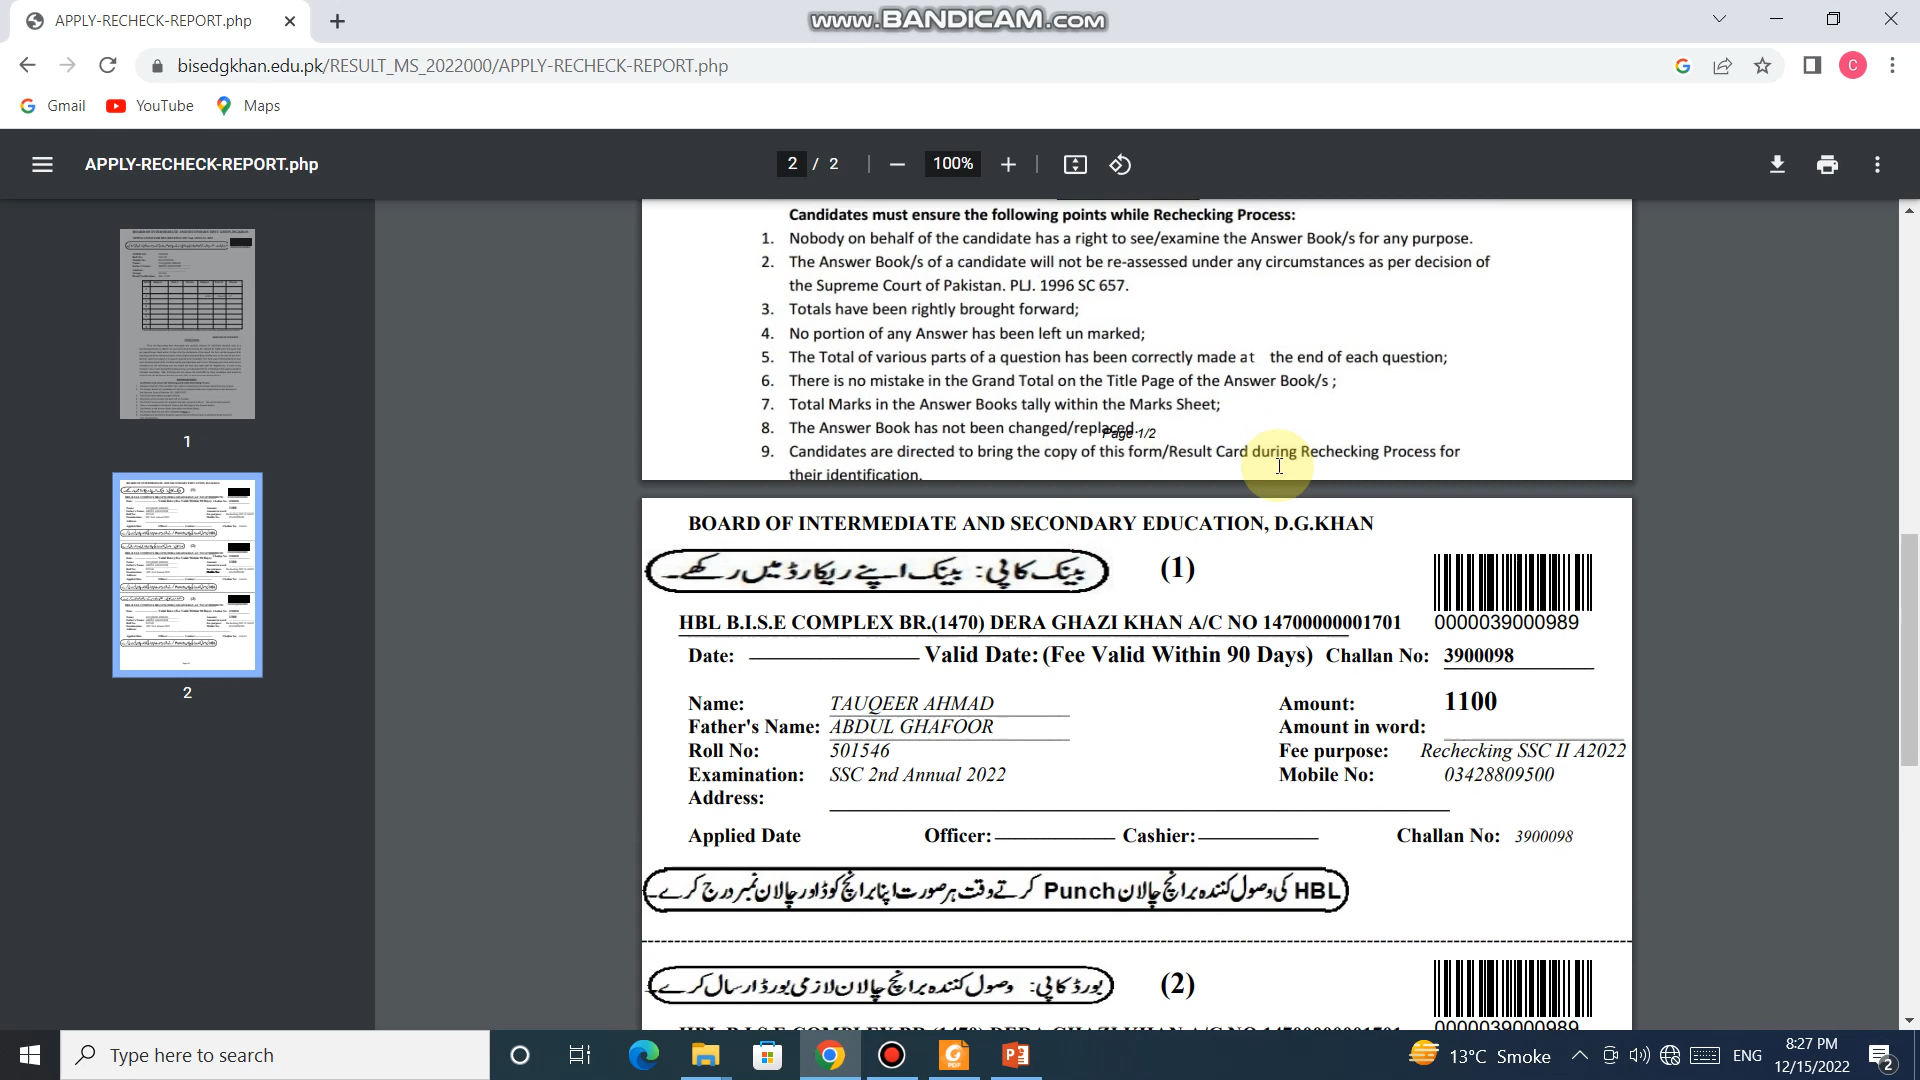 APPLY-RECHECK-REPORT.php
www.BANDICAM.com
bisedgkhan.edu.pk/RESULT_MS_2022000/APPLY-RECHECK-REPORT.php
C
Gmail YouTube Maps
APPLY-RECHECK-REPORT.php
2 / 2
100%
Candidates must ensure the following points while Rechecking Process:
1. Nobody on behalf of the candidate has a right to see/examine the Answer Book/s for any purpose.
2. The Answer Book/s of a candidate will not be re-assessed under any circumstances as per decision of
the Supreme Court of Pakistan. PLJ. 1996 SC 657.
3. Totals have been rightly brought forward;
4. No portion of any Answer has been left un marked;
5. The Total of various parts of a question has been correctly made at the end of each question;
6. There is no mistake in the Grand Total on the Title Page of the Answer Book/s ;
7. Total Marks in the Answer Books tally within the Marks Sheet;
8. The Answer Book has not been changed/replaced.
Page 1/2
9. Candidates are directed to bring the copy of this form/Result Card during Rechecking Process for
their identification.
1
2
BOARD OF INTERMEDIATE AND SECONDARY EDUCATION, D.G.KHAN
بینک کاپی: بینک اپنے ریکارڈ میں رکھے۔ (1)
HBL B.I.S.E COMPLEX BR.(1470) DERA GHAZI KHAN A/C NO 14700000001701 0000039000989
Date: Valid Date: (Fee Valid Within 90 Days) Challan No: 3900098
Name: TAUQEER AHMAD Amount: 1100
Father's Name: ABDUL GHAFOOR Amount in word:
Roll No: 501546 Fee purpose: Rechecking SSC II A2022
Examination: SSC 2nd Annual 2022 Mobile No: 03428809500
Address:
Applied Date Officer: Cashier: Challan No: 3900098
HBL کی وصول کنندہ برانچ چالان Punch کرتے وقت ہر صورت اپنا برانچ کوڈ اور چالان نمبر درج کرے۔
بورڈ کاپی: وصول کنندہ برانچ چالان لازمی بورڈ ارسال کرے۔ (2)
HBL B.I.S.E COMPLEX BR.(1470) DERA GHAZI KHAN A/C NO 14700000001701 0000039000989
Type here to search
13°C Smoke
ENG
8:27 PM
12/15/2022
2